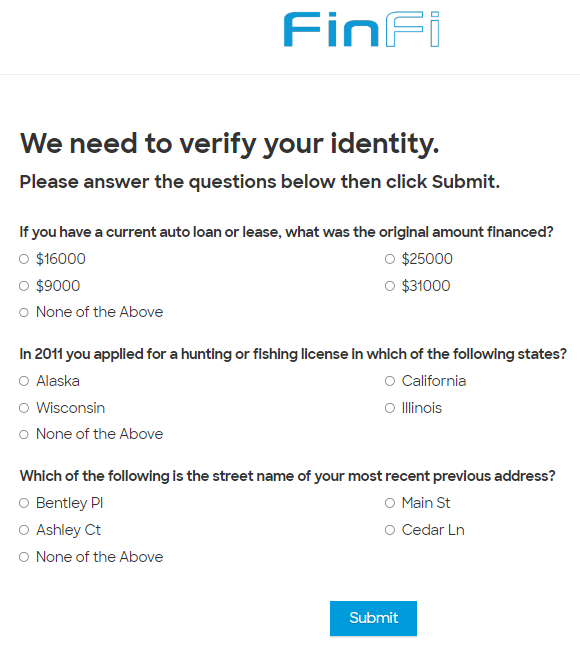 FinFi
We need to verify your identity.
Please answer the questions below then click Submit.
If you have a current auto loan or lease, what was the original amount financed?
$16000
$25000
$9000
$31000
None of the Above
In 2011 you applied for a hunting or fishing license in which of the following states?
Alaska
California
Wisconsin
Illinois
None of the Above
Which of the following is the street name of your most recent previous address?
Bentley Pl
Main St
Ashley Ct
Cedar Ln
None of the Above
Submit